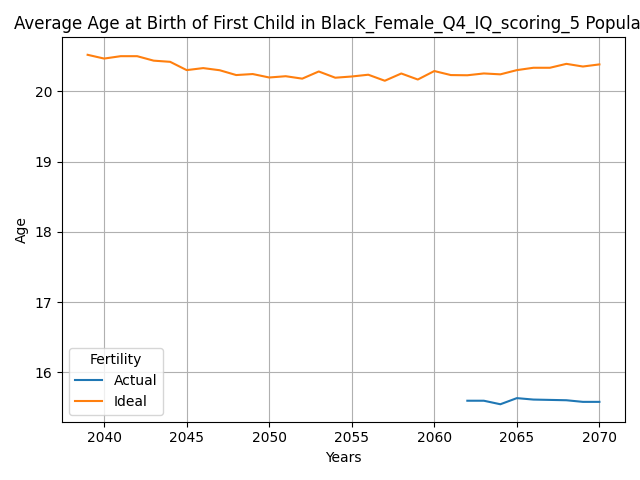 Average Age at Birth of First Child in Black_Female_Q4_IQ_scoring_5 Popula
Age
20
19
18
17
16
Fertility
Actual
Ideal
2040 2045 2050 2055 2060 2065 2070
Years